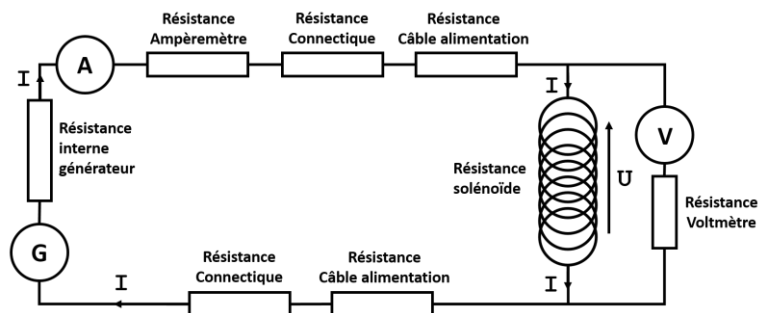 Résistance
Ampèremètre
Résistance
Connectique
Résistance
Câble alimentation
A
I
I
Résistance
interne
générateur
Résistance
solénoïde
U
V
Résistance
Voltmètre
G
Résistance
Connectique
Résistance
Câble alimentation
I
I